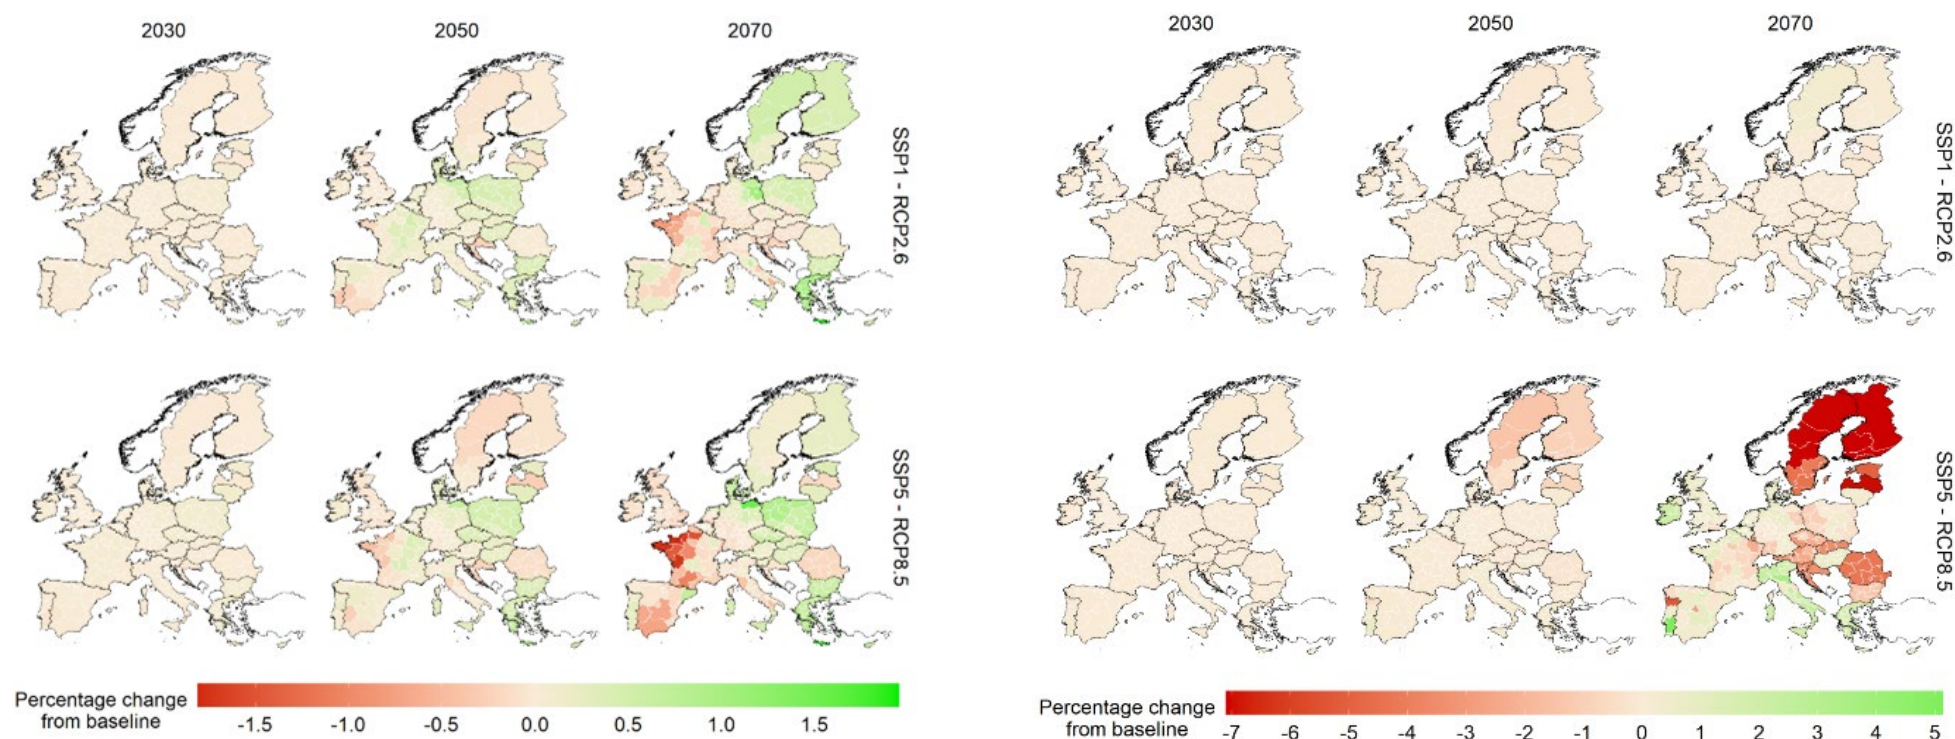 2030 2050 2070
SSP1 - RCP2.6
SSP5 - RCP8.5
Percentage change
from baseline
-1.5 -1.0 -0.5 0.0 0.5 1.0 1.5
2030 2050 2070
SSP1 - RCP2.6
SSP5 - RCP8.5
Percentage change
from baseline
-7 -6 -5 -4 -3 -2 -1 0 1 2 3 4 5